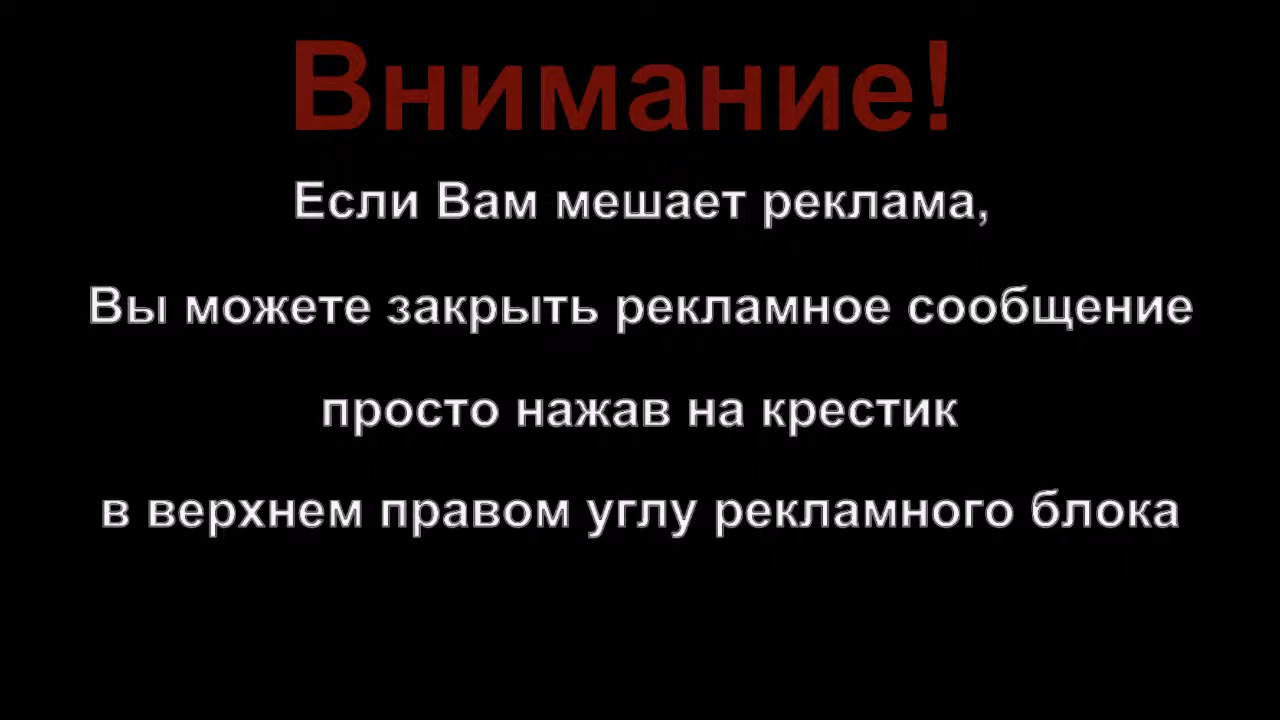 Внимание!
Если Вам мешает реклама,
Вы можете закрыть рекламное сообщение
просто нажав на крестик
в верхнем правом углу рекламного блока